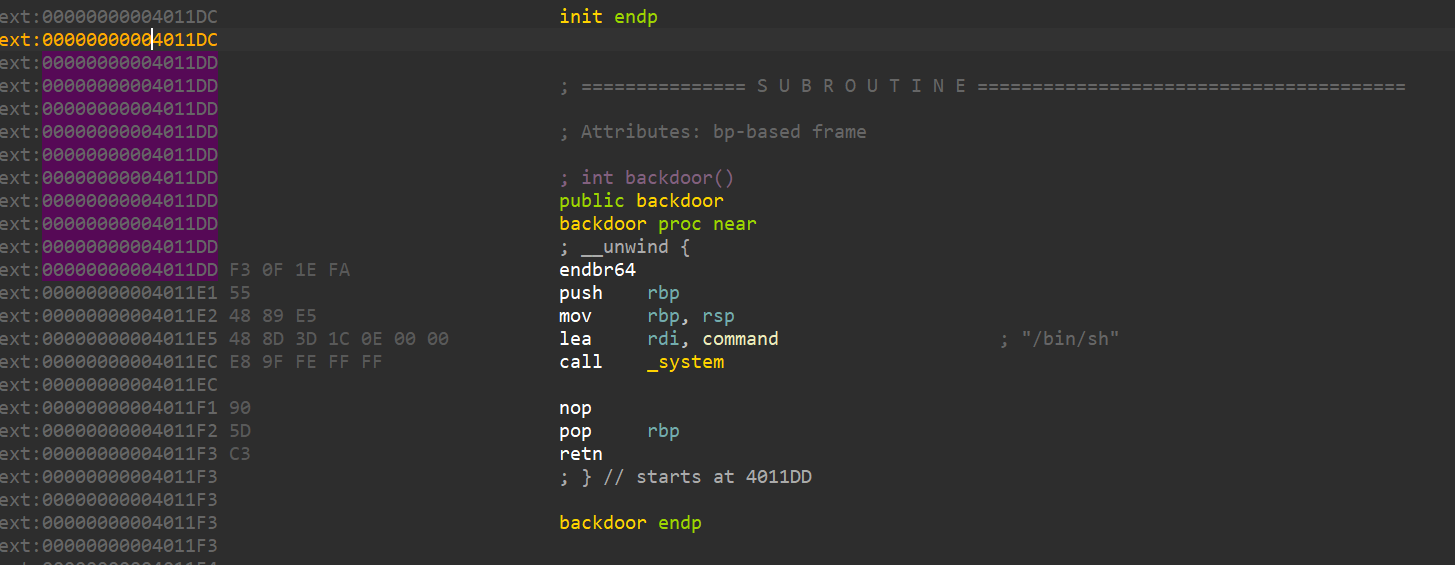 ext:00000000004011DC init endp
ext:00000000004011DC
ext:00000000004011DD
ext:00000000004011DD ; =============== S U B R O U T I N E =======================================
ext:00000000004011DD
ext:00000000004011DD ; Attributes: bp-based frame
ext:00000000004011DD
ext:00000000004011DD ; int backdoor()
ext:00000000004011DD public backdoor
ext:00000000004011DD backdoor proc near
ext:00000000004011DD ; __unwind {
ext:00000000004011DD F3 0F 1E FA endbr64
ext:00000000004011E1 55 push rbp
ext:00000000004011E2 48 89 E5 mov rbp, rsp
ext:00000000004011E5 48 8D 3D 1C 0E 00 00 lea rdi, command ; "/bin/sh"
ext:00000000004011EC E8 9F FE FF FF call _system
ext:00000000004011EC
ext:00000000004011F1 90 nop
ext:00000000004011F2 5D pop rbp
ext:00000000004011F3 C3 retn
ext:00000000004011F3 ; } // starts at 4011DD
ext:00000000004011F3
ext:00000000004011F3 backdoor endp
ext:00000000004011F3